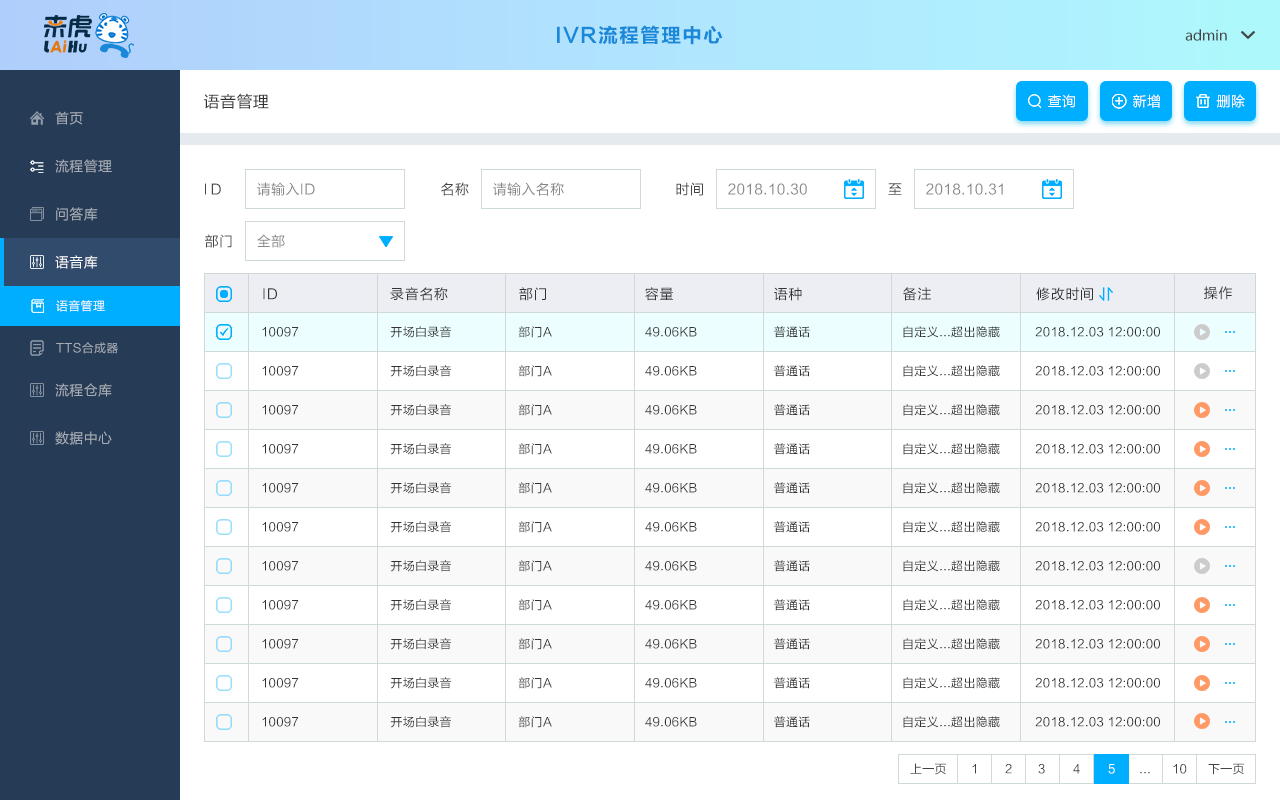 来虎
LAiHu
IVR流程管理中心
admin
首页
流程管理
问答库
语音库
语音管理
TTS合成器
流程仓库
数据中心
语音管理
查询 新增 删除
ID 请输入ID 名称 请输入名称 时间 2018.10.30 至 2018.10.31
部门 全部
ID 录音名称 部门 容量 语种 备注 修改时间 操作
10097 开场白录音 部门A 49.06KB 普通话 自定义...超出隐藏 2018.12.03 12:00:00 ...
10097 开场白录音 部门A 49.06KB 普通话 自定义...超出隐藏 2018.12.03 12:00:00 ...
10097 开场白录音 部门A 49.06KB 普通话 自定义...超出隐藏 2018.12.03 12:00:00 ...
10097 开场白录音 部门A 49.06KB 普通话 自定义...超出隐藏 2018.12.03 12:00:00 ...
10097 开场白录音 部门A 49.06KB 普通话 自定义...超出隐藏 2018.12.03 12:00:00 ...
10097 开场白录音 部门A 49.06KB 普通话 自定义...超出隐藏 2018.12.03 12:00:00 ...
10097 开场白录音 部门A 49.06KB 普通话 自定义...超出隐藏 2018.12.03 12:00:00 ...
10097 开场白录音 部门A 49.06KB 普通话 自定义...超出隐藏 2018.12.03 12:00:00 ...
10097 开场白录音 部门A 49.06KB 普通话 自定义...超出隐藏 2018.12.03 12:00:00 ...
10097 开场白录音 部门A 49.06KB 普通话 自定义...超出隐藏 2018.12.03 12:00:00 ...
10097 开场白录音 部门A 49.06KB 普通话 自定义...超出隐藏 2018.12.03 12:00:00 ...
上一页 1 2 3 4 5 ... 10 下一页